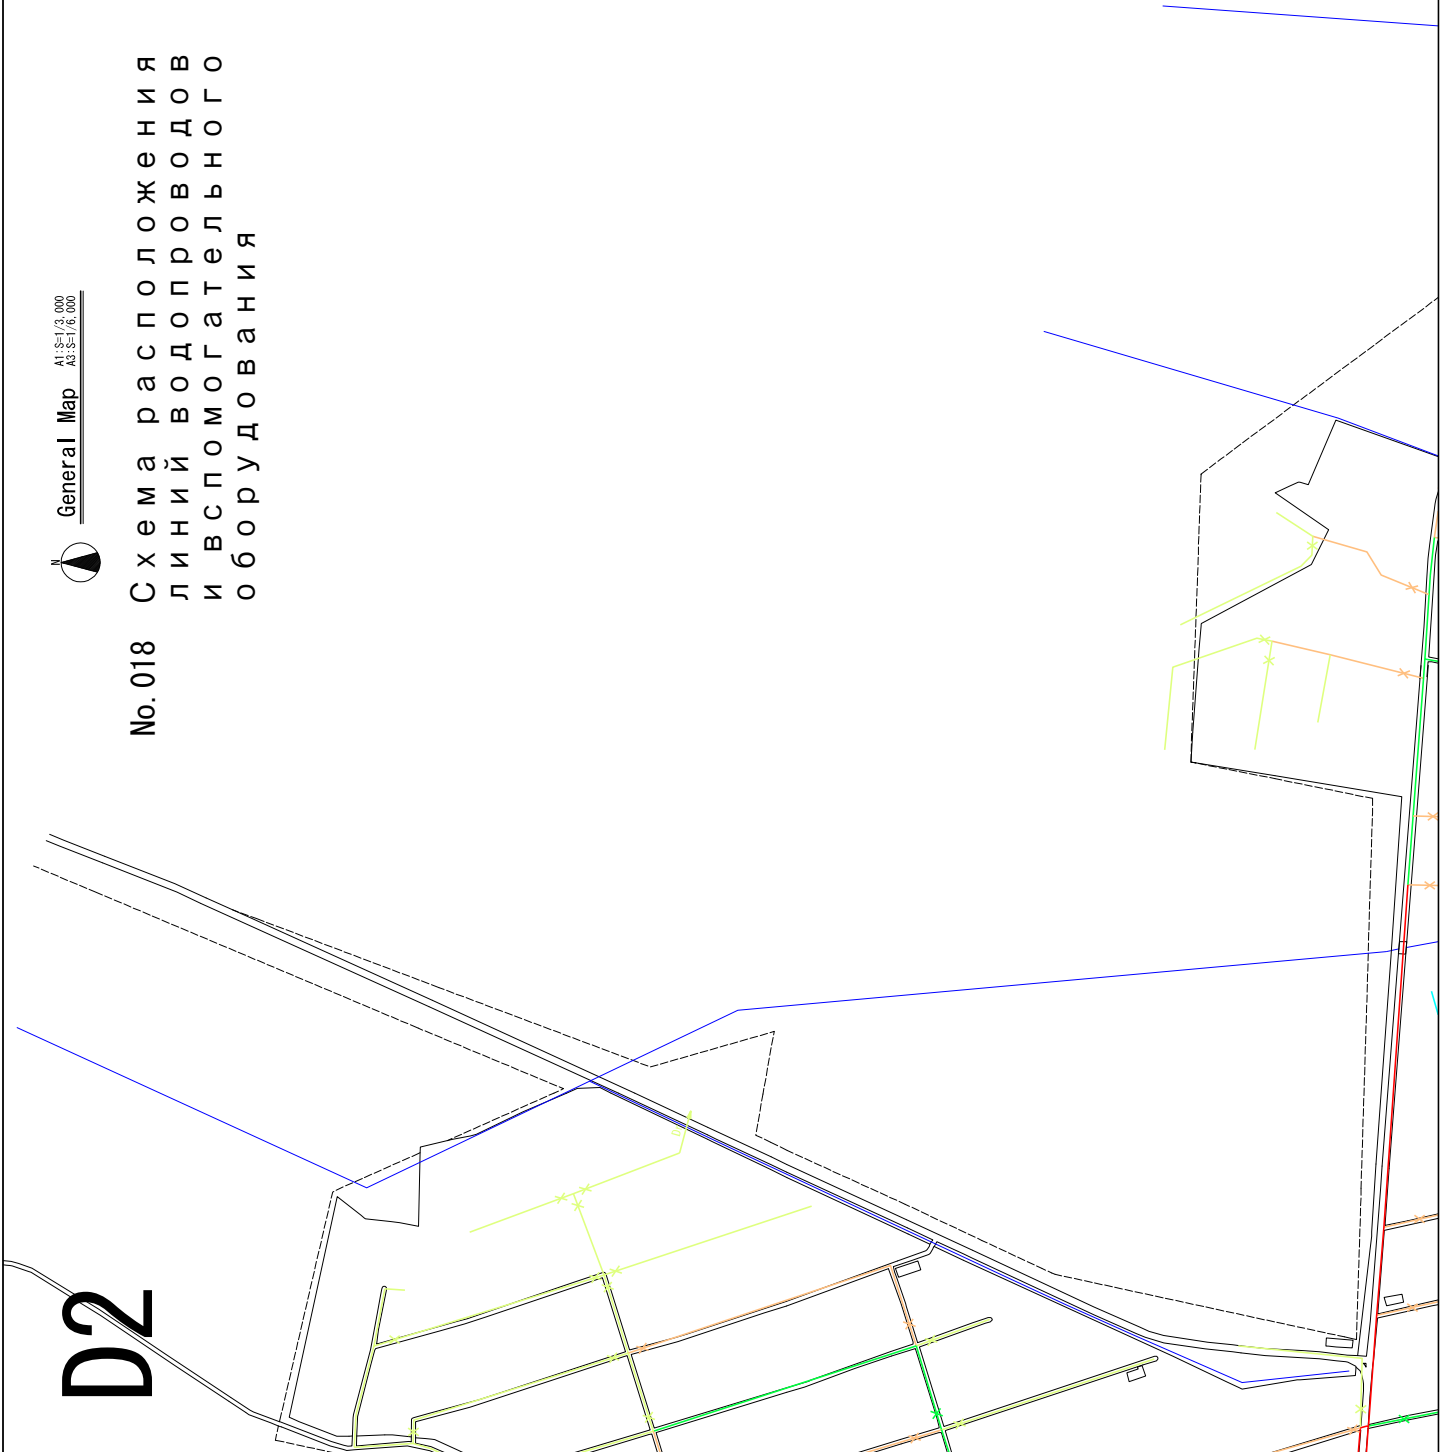 General Map A1:S=1/3,000
A3:S=1/6,000
N
No.018 Схема расположения
линий водопроводов
и вспомогательного
оборудования
D2